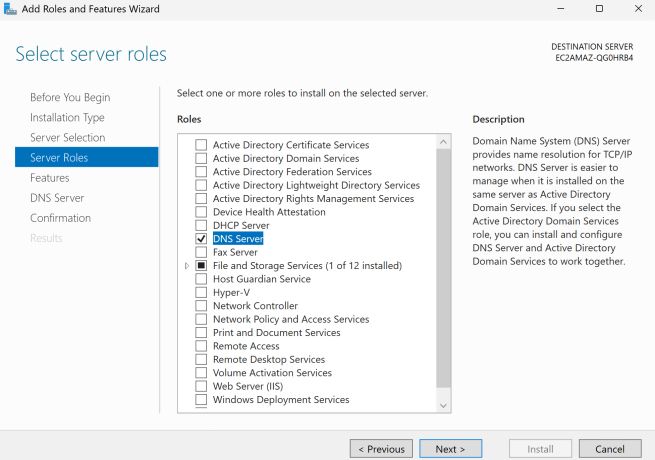 Add Roles and Features Wizard
Select server roles
DESTINATION SERVER
EC2AMAZ-QG0HRB4
Before You Begin
Installation Type
Server Selection
Server Roles
Features
DNS Server
Confirmation
Results
Select one or more roles to install on the selected server.
Roles
Active Directory Certificate Services
Active Directory Domain Services
Active Directory Federation Services
Active Directory Lightweight Directory Services
Active Directory Rights Management Services
Device Health Attestation
DHCP Server
DNS Server
Fax Server
File and Storage Services (1 of 12 installed)
Host Guardian Service
Hyper-V
Network Controller
Network Policy and Access Services
Print and Document Services
Remote Access
Remote Desktop Services
Volume Activation Services
Web Server (IIS)
Windows Deployment Services
Description
Domain Name System (DNS) Server
provides name resolution for TCP/IP
networks. DNS Server is easier to
manage when it is installed on the
same server as Active Directory
Domain Services. If you select the
Active Directory Domain Services
role, you can install and configure
DNS Server and Active Directory
Domain Services to work together.
< Previous
Next >
Install
Cancel